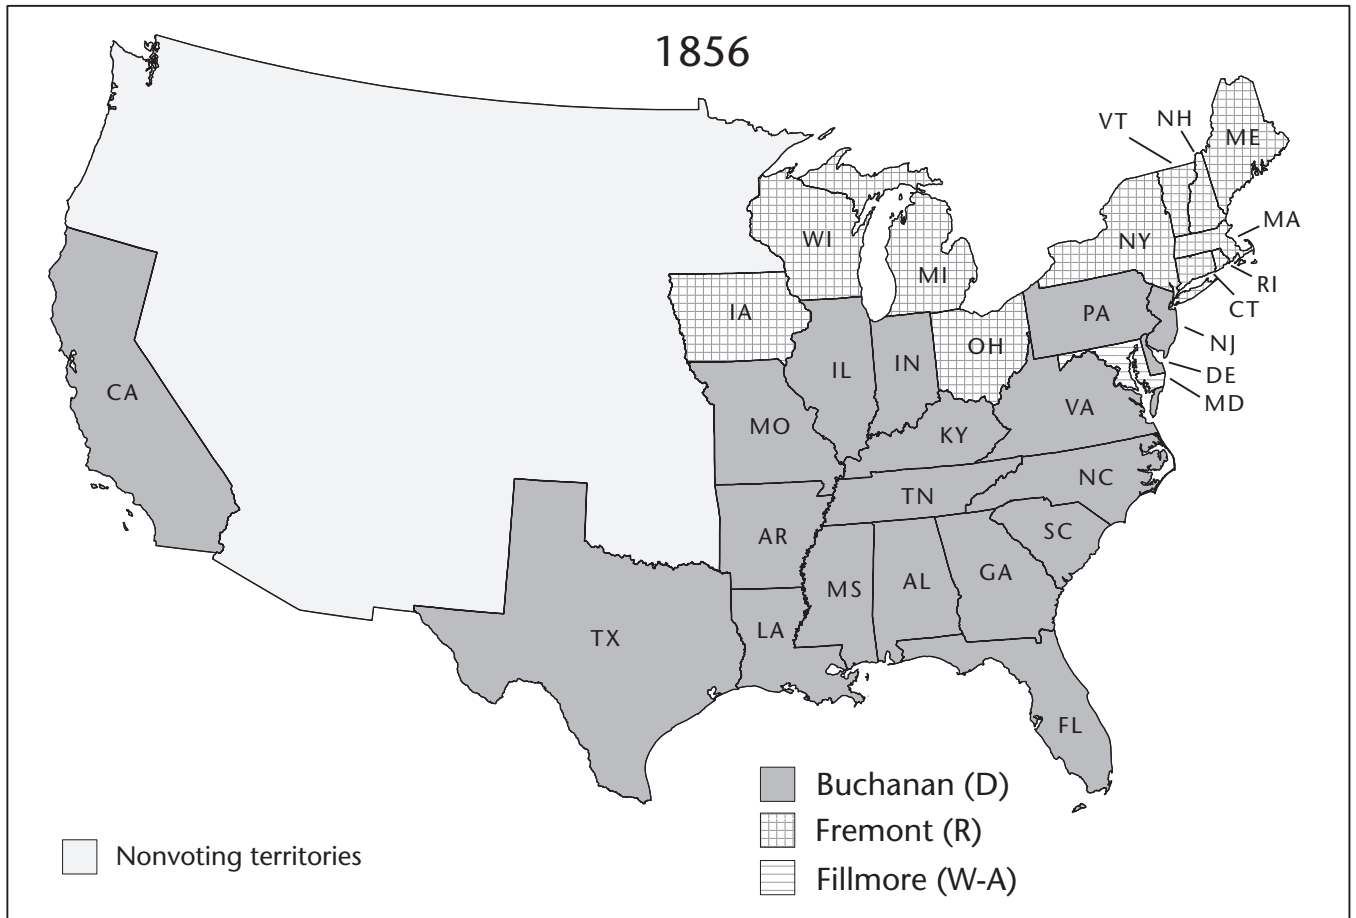 1856
VT
NH
ME
MA
WI
NY
MI
RI
IA
CT
PA
OH
NJ
IL
IN
DE
CA
MD
VA
MO
KY
NC
TN
SC
AR
GA
AL
MS
LA
TX
FL
Buchanan (D)
Fremont (R)
Nonvoting territories
Fillmore (W-A)